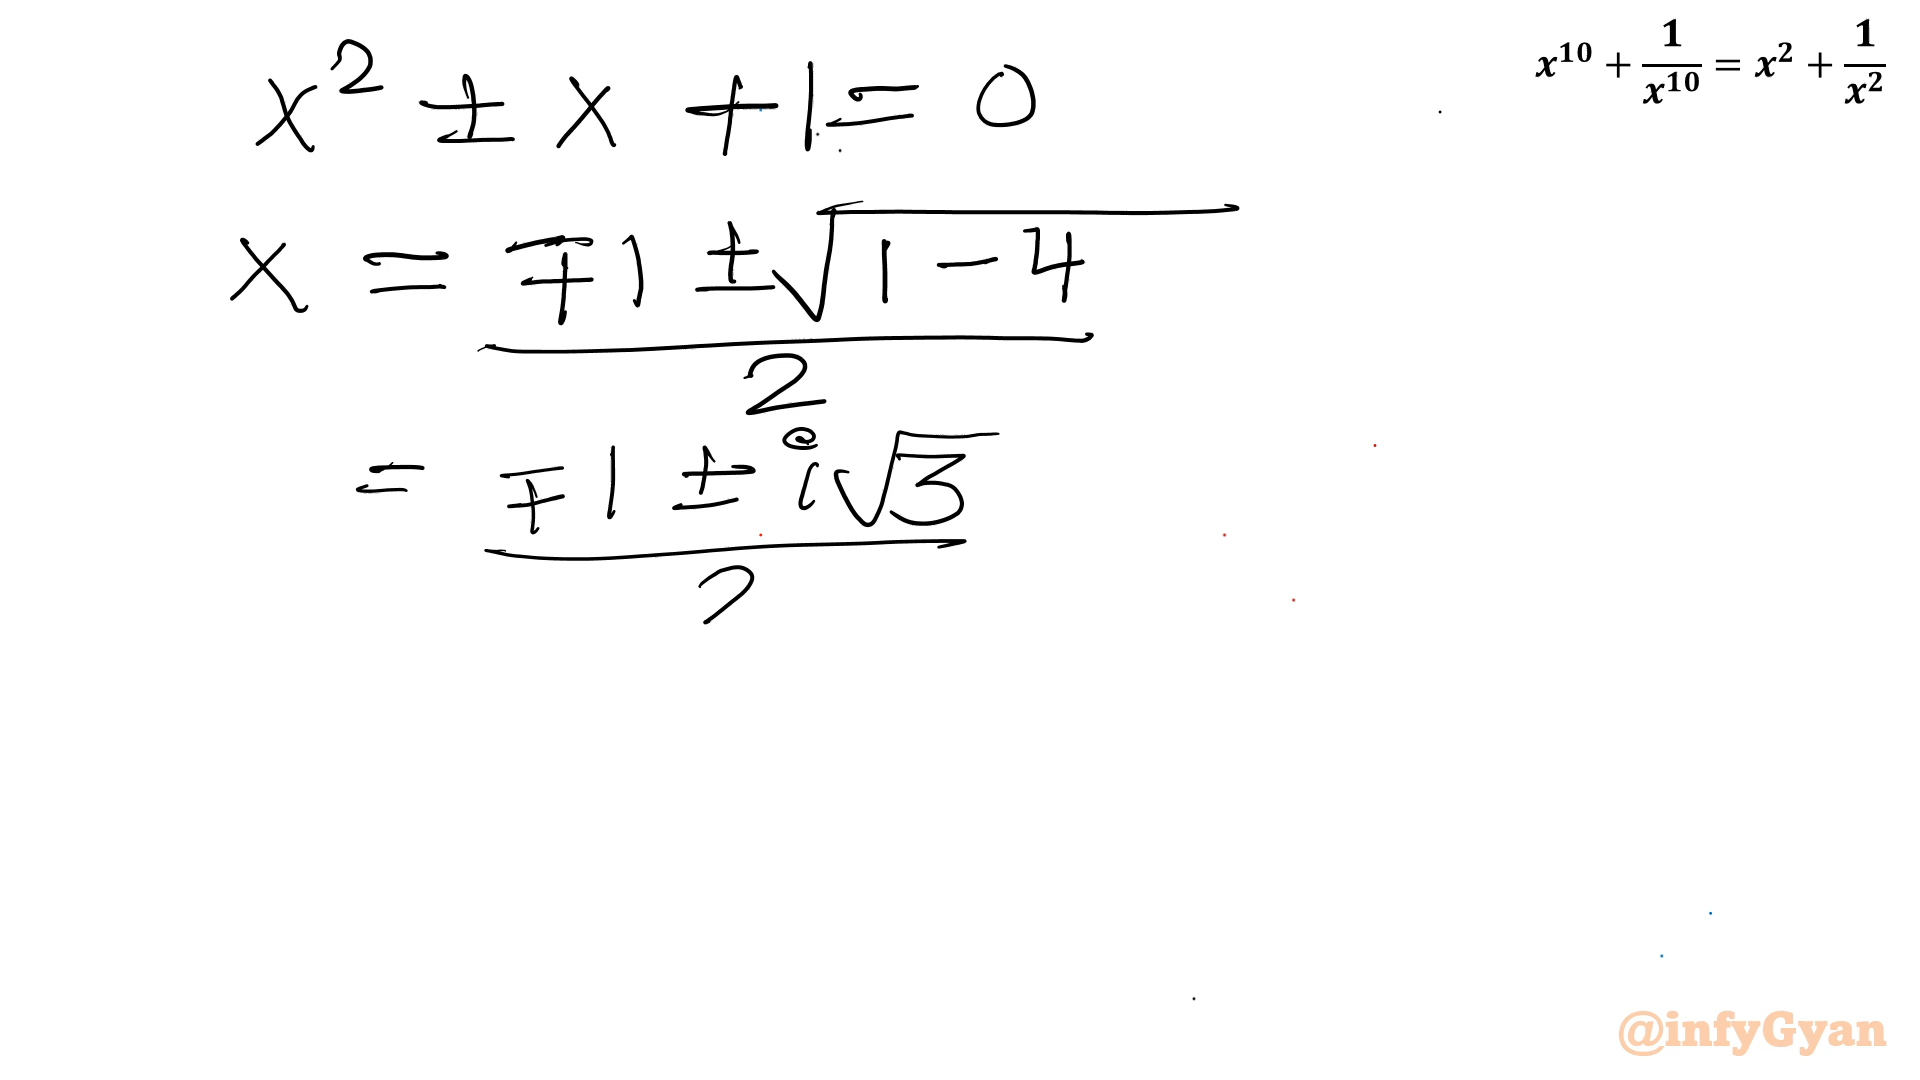 x² ± x + 1 = 0
x¹⁰ + 1/x¹⁰ = x² + 1/x²
x = (∓1 ± √(1 − 4))/2
= (∓1 ± i√3)/2
@infyGyan